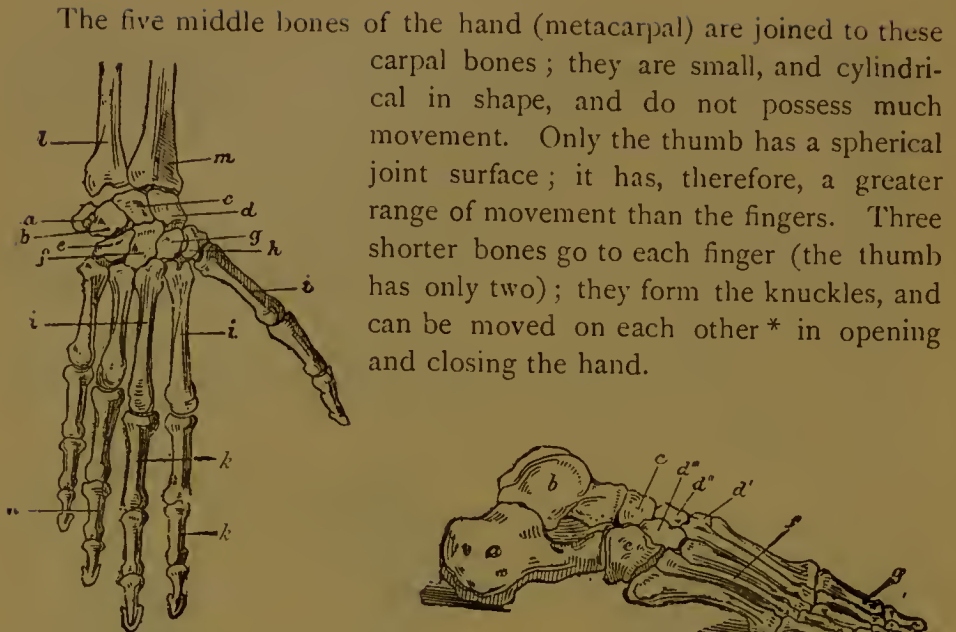 The five middle bones of the hand (metacarpal) are joined to these
carpal bones ; they are small, and cylindri-
cal in shape, and do not possess much
movement. Only the thumb has a spherical
joint surface ; it has, therefore, a greater
range of movement than the fingers. Three
shorter bones go to each finger (the thumb
has only two) ; they form the knuckles, and
can be moved on each other * in opening
and closing the hand.
l
m
c
a
d
b
g
e
f
h
i
i
i
k
n
k
b
c
d'''
d''
d'
f
a
e
g